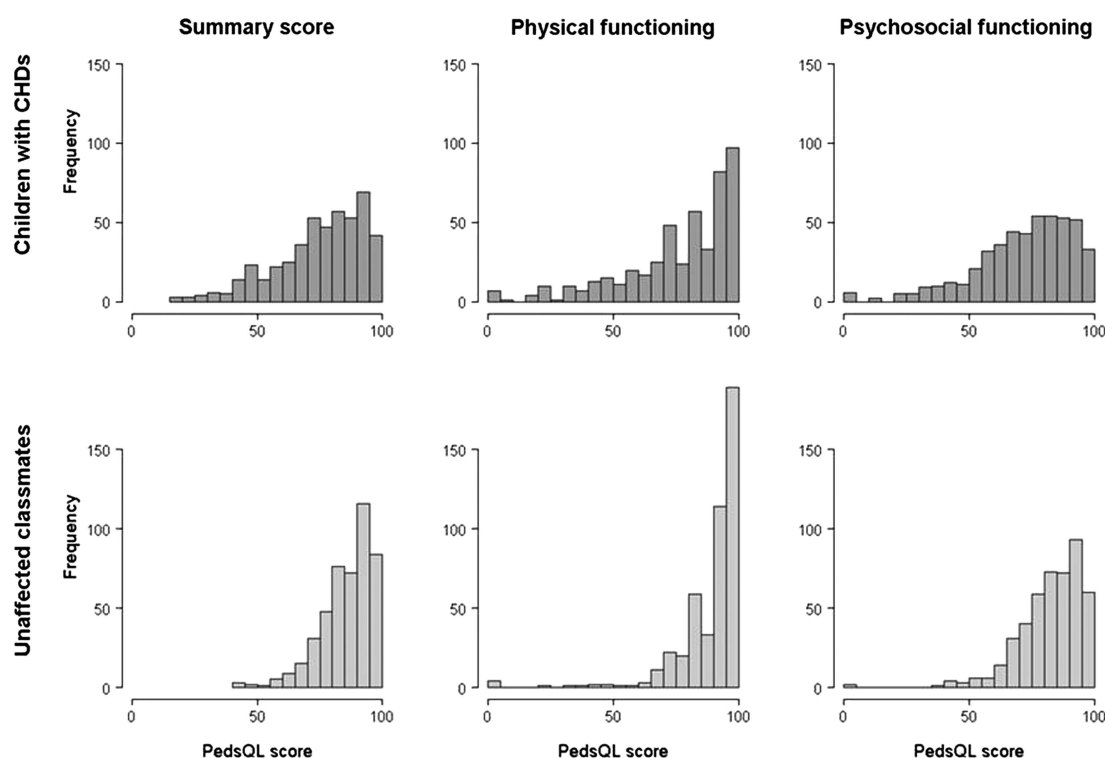 Summary score
Physical functioning
Psychosocial functioning
Children with CHDs
Frequency
150
100
50
0
0 50 100
150
100
50
0
0 50 100
150
100
50
0
0 50 100
Unaffected classmates
Frequency
150
100
50
0
0 50 100
PedsQL score
150
100
50
0
0 50 100
PedsQL score
150
100
50
0
0 50 100
PedsQL score